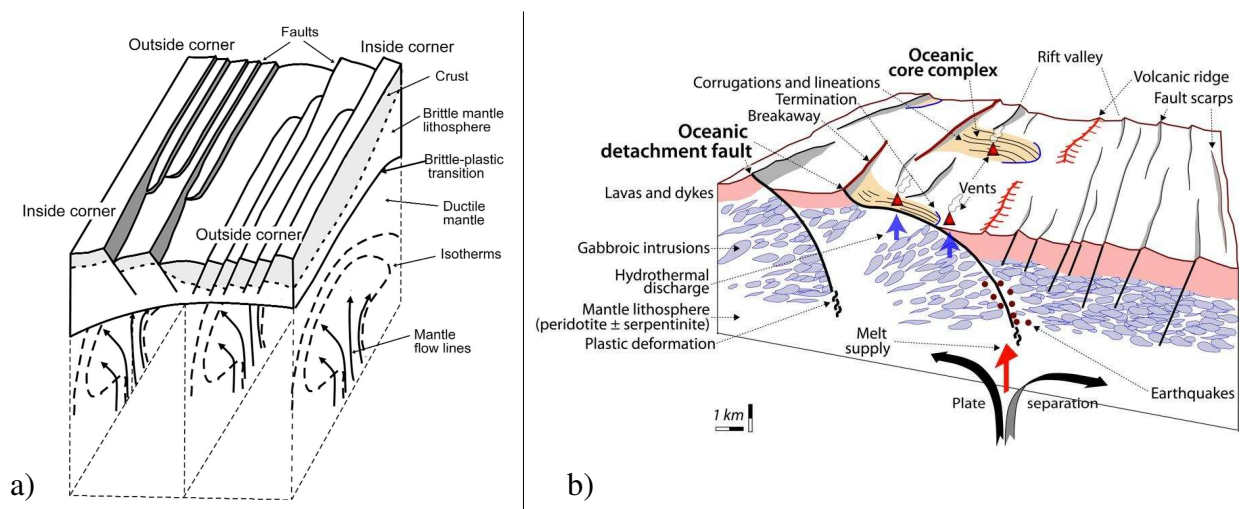 Outside corner
Faults
Inside corner
Crust
Brittle mantle
lithosphere
Brittle-plastic
transition
Ductile
mantle
Inside corner
Outside corner
Isotherms
Mantle
flow lines
a)
Oceanic
core complex
Rift valley
Volcanic ridge
Fault scarps
Corrugations and lineations
Termination
Breakaway
Oceanic
detachment fault
Lavas and dykes
Vents
Gabbroic intrusions
Hydrothermal
discharge
Mantle lithosphere
(peridotite ± serpentinite)
Plastic deformation
Melt
supply
Earthquakes
Plate separation
1 km
b)